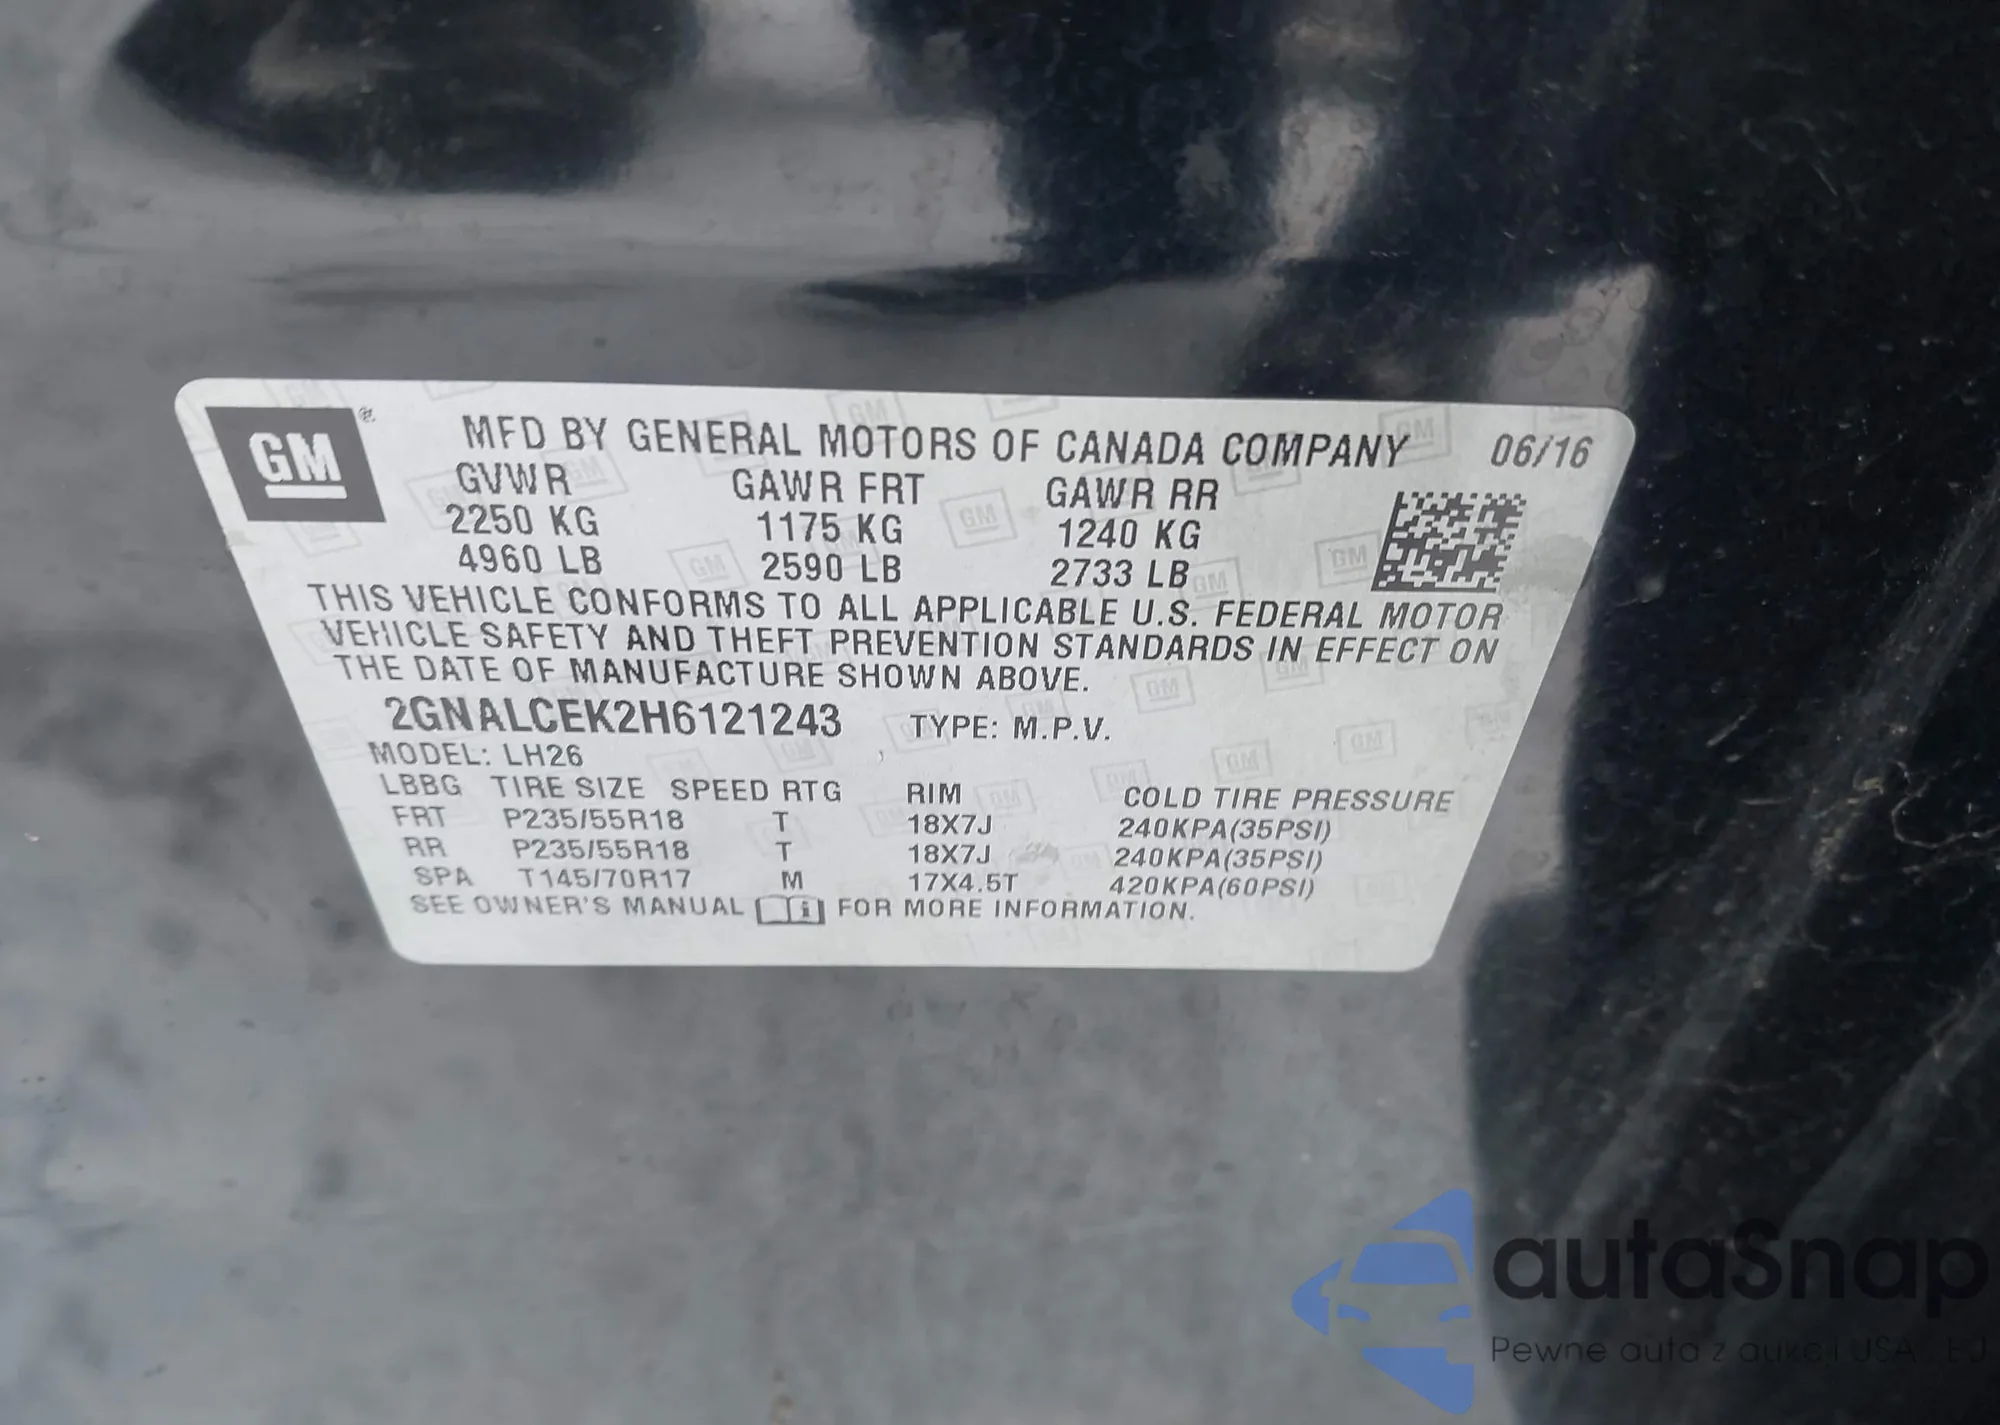 GM ®
MFD BY GENERAL MOTORS OF CANADA COMPANY 06/16
GVWR GAWR FRT GAWR RR
2250 KG 1175 KG 1240 KG
4960 LB 2590 LB 2733 LB
THIS VEHICLE CONFORMS TO ALL APPLICABLE U.S. FEDERAL MOTOR
VEHICLE SAFETY AND THEFT PREVENTION STANDARDS IN EFFECT ON
THE DATE OF MANUFACTURE SHOWN ABOVE.
2GNALCEK2H6121243 TYPE: M.P.V.
MODEL: LH26
LBBG TIRE SIZE SPEED RTG RIM COLD TIRE PRESSURE
FRT P235/55R18 T 18X7J 240KPA(35PSI)
RR P235/55R18 T 18X7J 240KPA(35PSI)
SPA T145/70R17 M 17X4.5T 420KPA(60PSI)
SEE OWNER'S MANUAL FOR MORE INFORMATION.
autaSnap
Pewne auta z aukcji USA